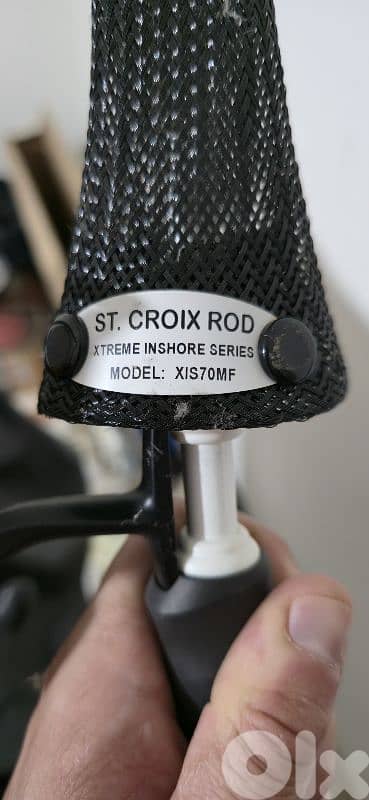 ST. CROIX ROD
XTREME INSHORE SERIES
MODEL: XIS70MF
OLX